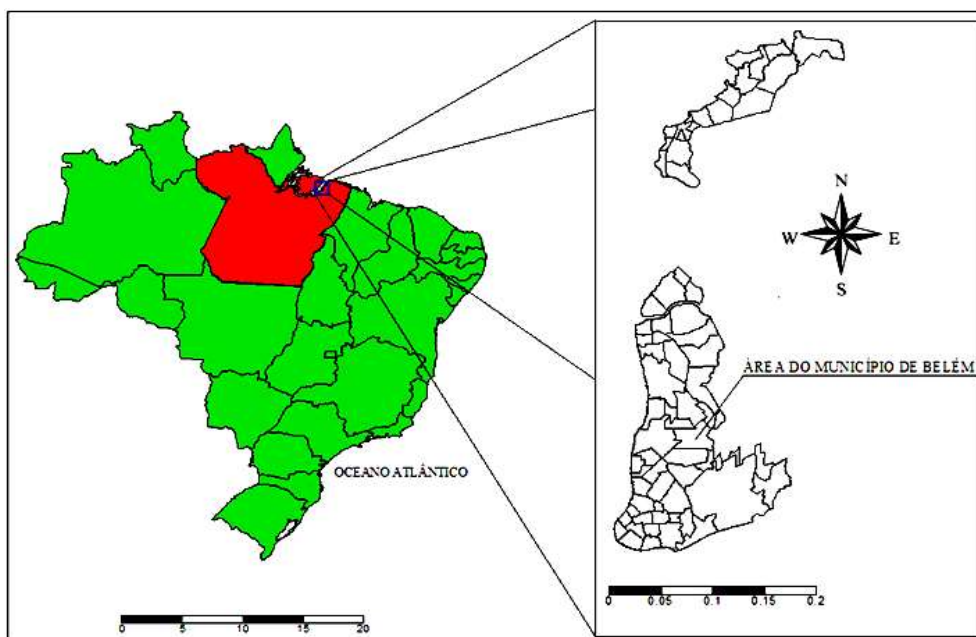 N
W E
S
ÁREA DO MUNICÍPIO DE BELÉM
OCEANO ATLÂNTICO
0 0.05 0.1 0.15 0.2
0 5 10 15 20